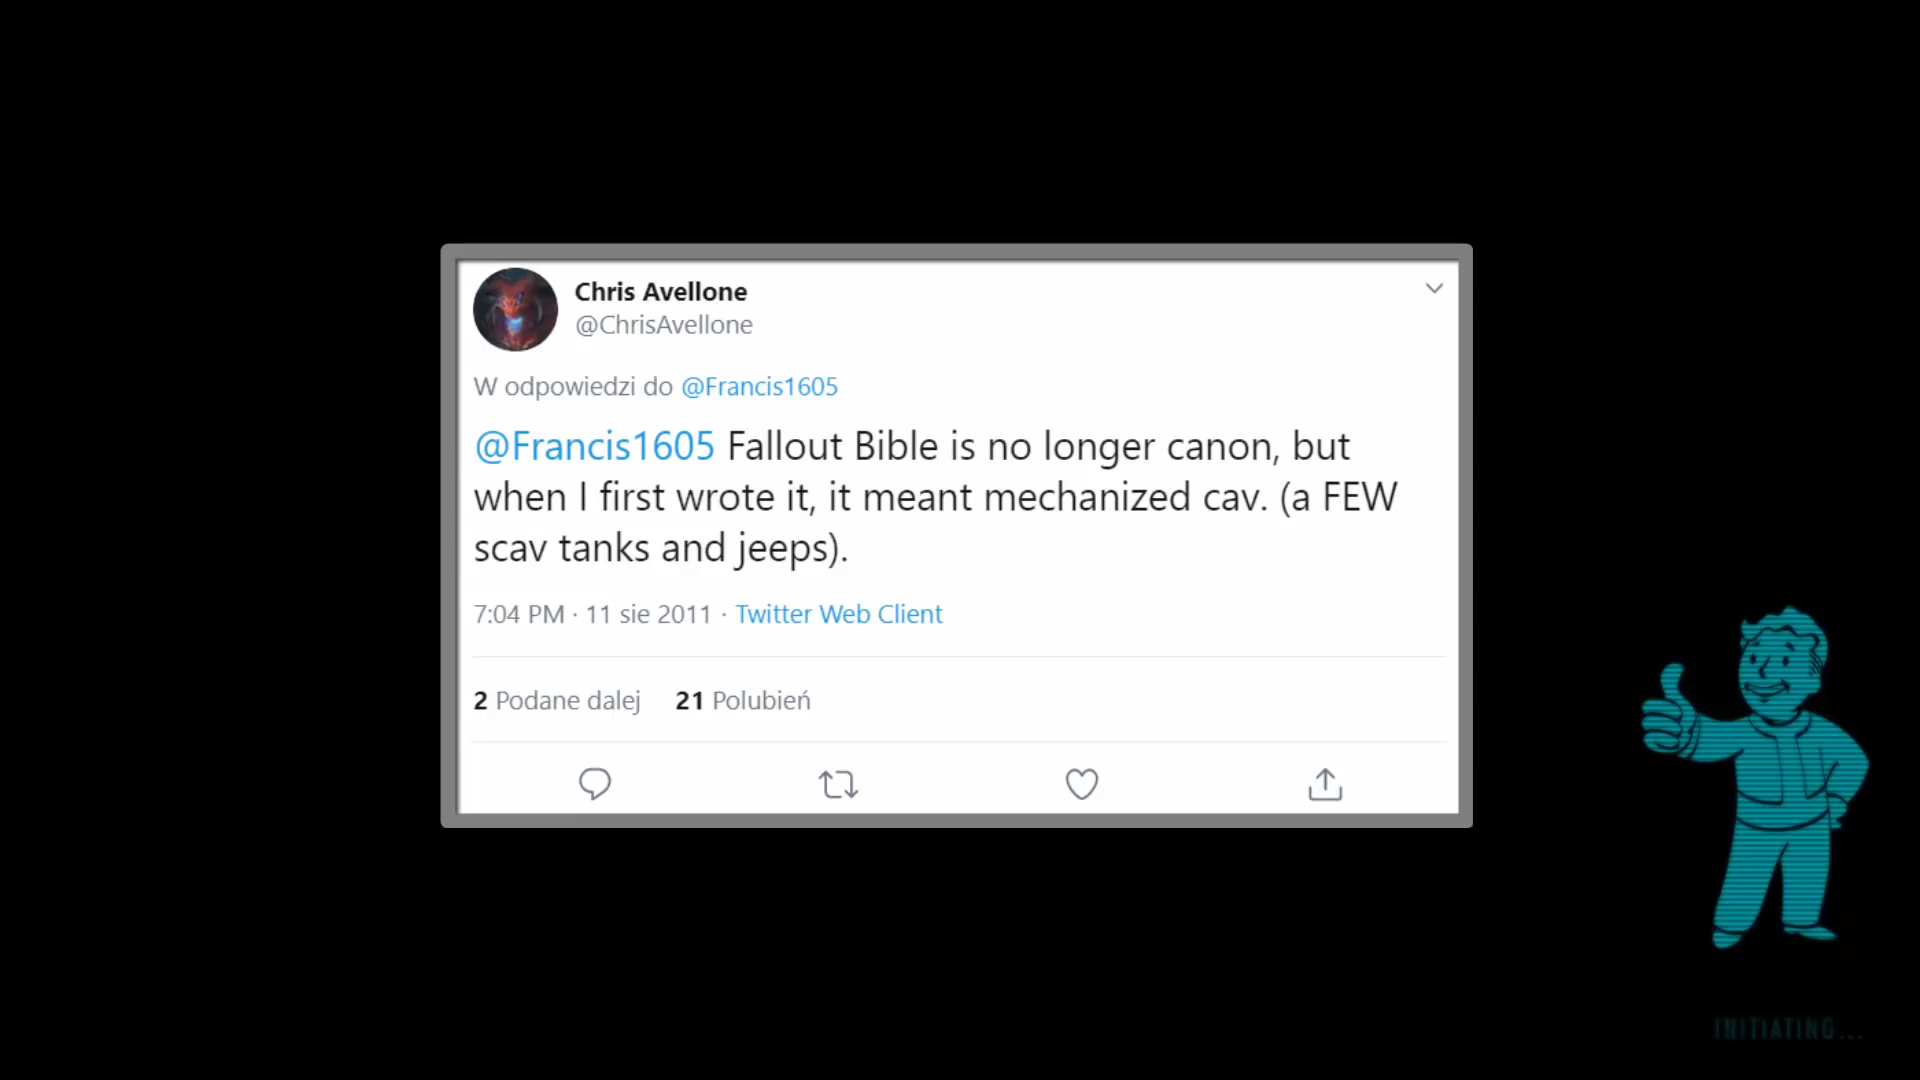 Chris Avellone
@ChrisAvellone
W odpowiedzi do @Francis1605
@Francis1605 Fallout Bible is no longer canon, but
when I first wrote it, it meant mechanized cav. (a FEW
scav tanks and jeeps).
7:04 PM · 11 sie 2011 · Twitter Web Client
2 Podane dalej 21 Polubień
INITIATING...